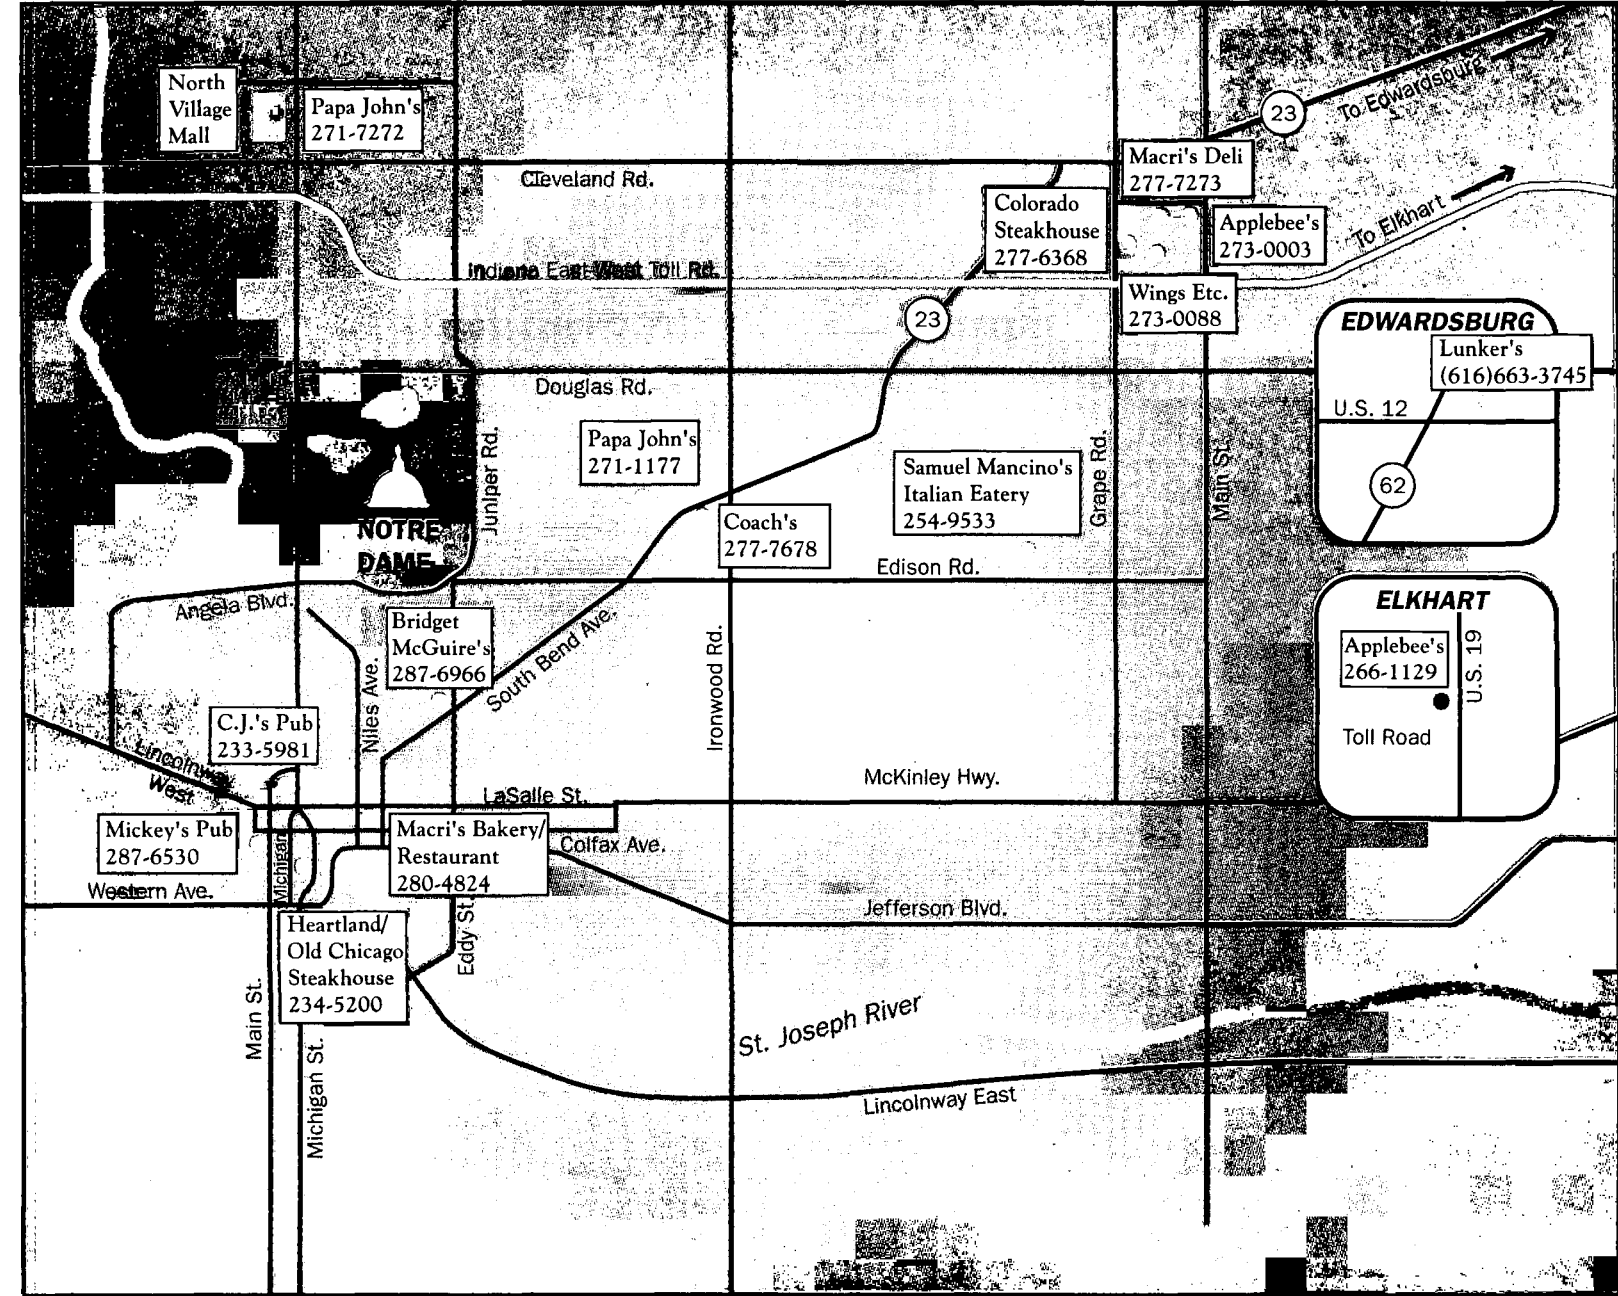 North
Village
Mall
Papa John's
271-7272
23
To Edwardsburg
Cleveland Rd.
Macri's Deli
277-7273
Colorado
Steakhouse
277-6368
Applebee's
273-0003
To Elkhart
Indiana East West Toll Rd.
Wings Etc.
273-0088
23
EDWARDSBURG
Lunker's
(616)663-3745
U.S. 12
62
Douglas Rd.
Papa John's
271-1177
Samuel Mancino's
Italian Eatery
254-9533
Juniper Rd.
Grape Rd.
Main St.
NOTRE
DAME
Coach's
277-7678
Edison Rd.
Angela Blvd.
Bridget
McGuire's
287-6966
South Bend Ave.
Niles Ave.
Ironwood Rd.
ELKHART
Applebee's
266-1129
U.S. 19
Toll Road
C.J.'s Pub
233-5981
Lincolnway
West
LaSalle St.
McKinley Hwy.
Mickey's Pub
287-6530
Michigan
Macri's Bakery/
Restaurant
280-4824
Colfax Ave.
Western Ave.
Jefferson Blvd.
Heartland/
Old Chicago
Steakhouse
234-5200
Eddy St.
Main St.
Michigan St.
St. Joseph River
Lincolnway East